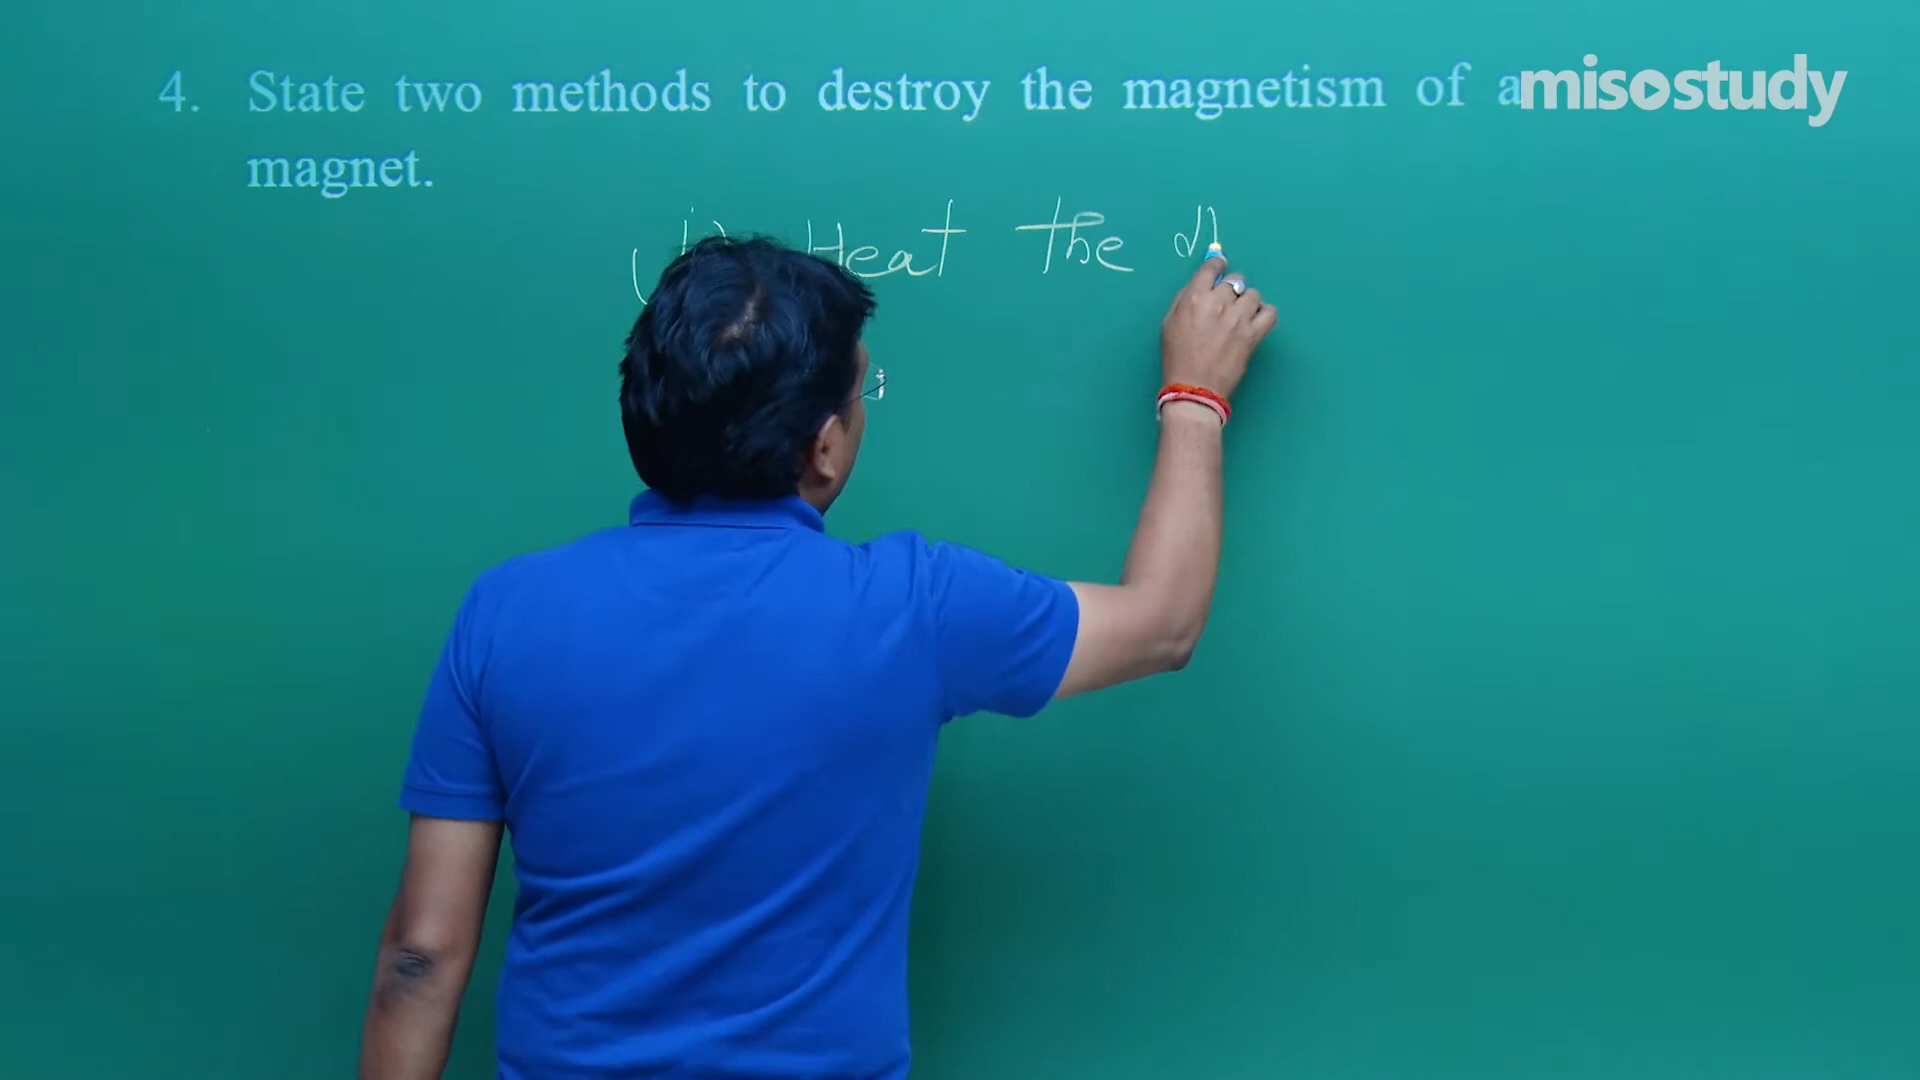 4. State two methods to destroy the magnetism of a
misostudy
magnet.
Heat the